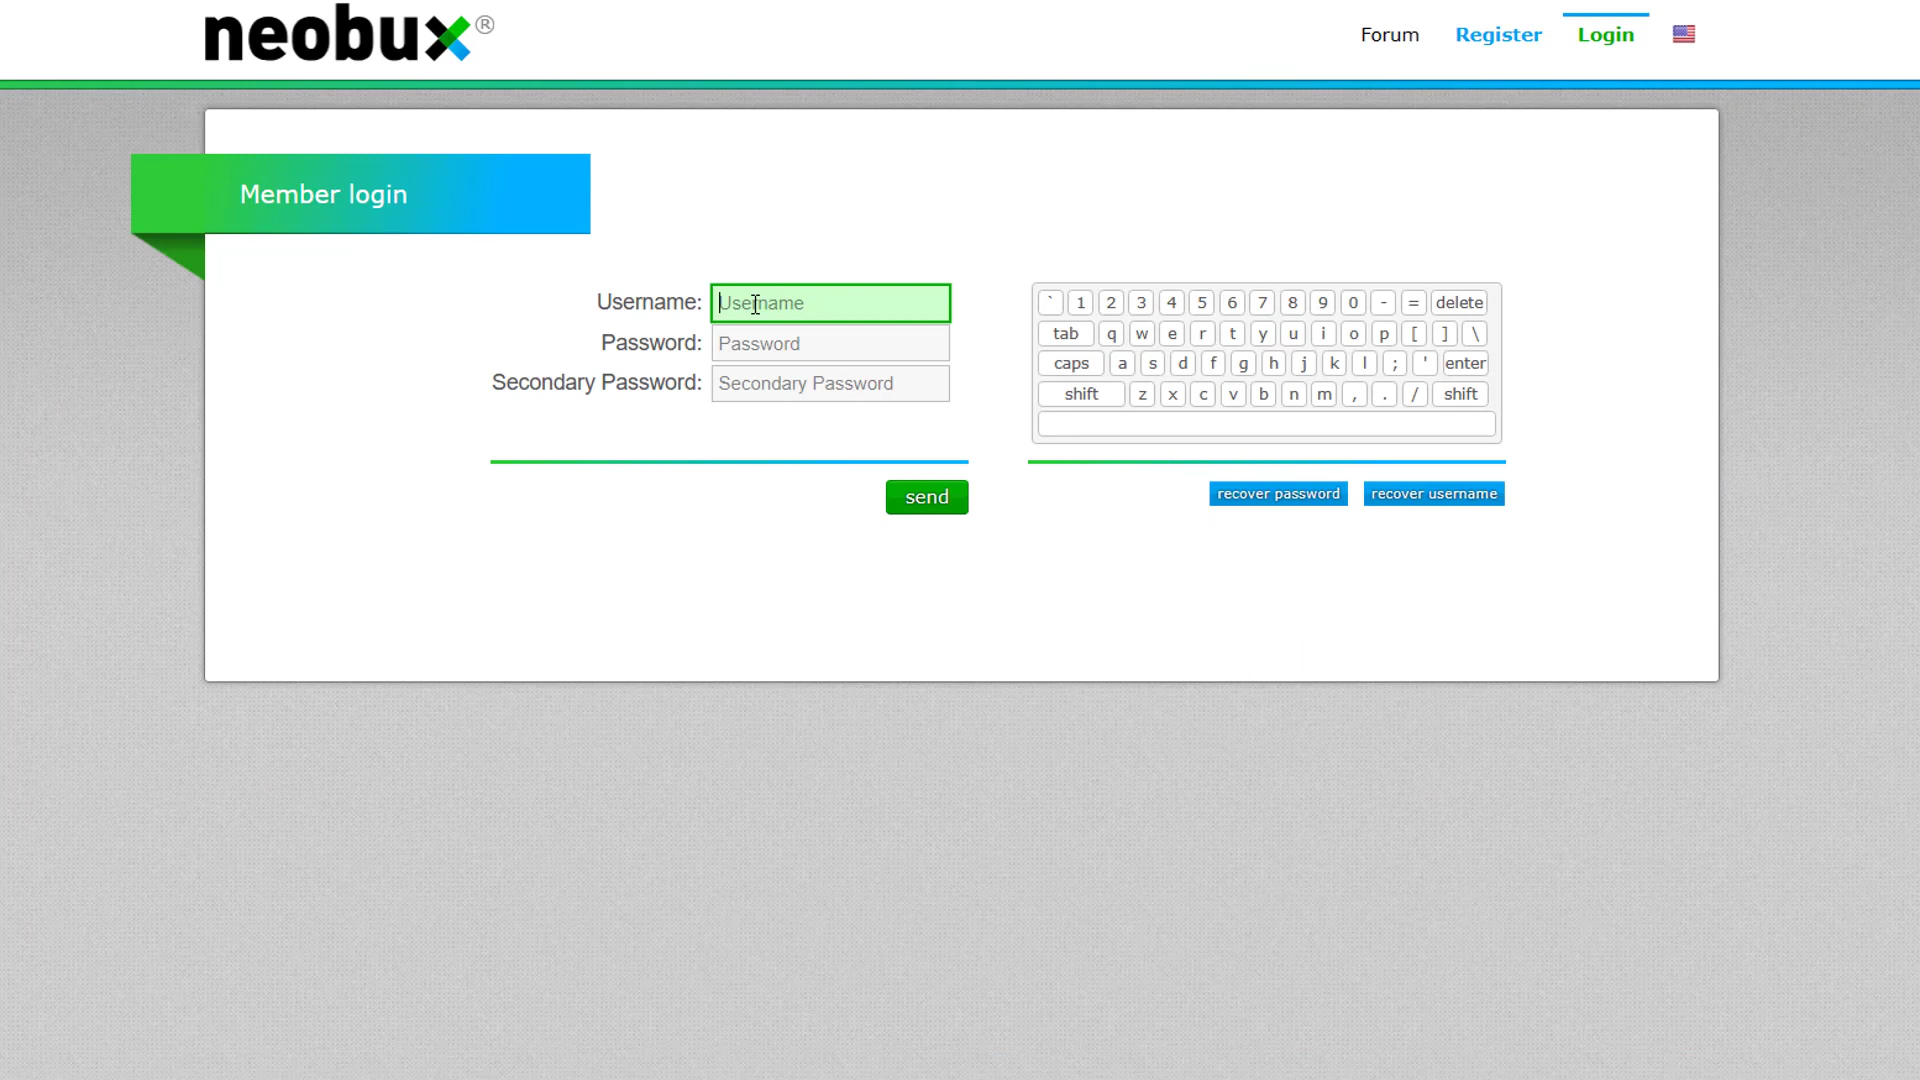 neobux®
Forum Register Login
Member login
Username: Username
Password: Password
Secondary Password: Secondary Password
` 1 2 3 4 5 6 7 8 9 0 - = delete
tab q w e r t y u i o p [ ] \
caps a s d f g h j k l ; ' enter
shift z x c v b n m , . / shift
send
recover password recover username